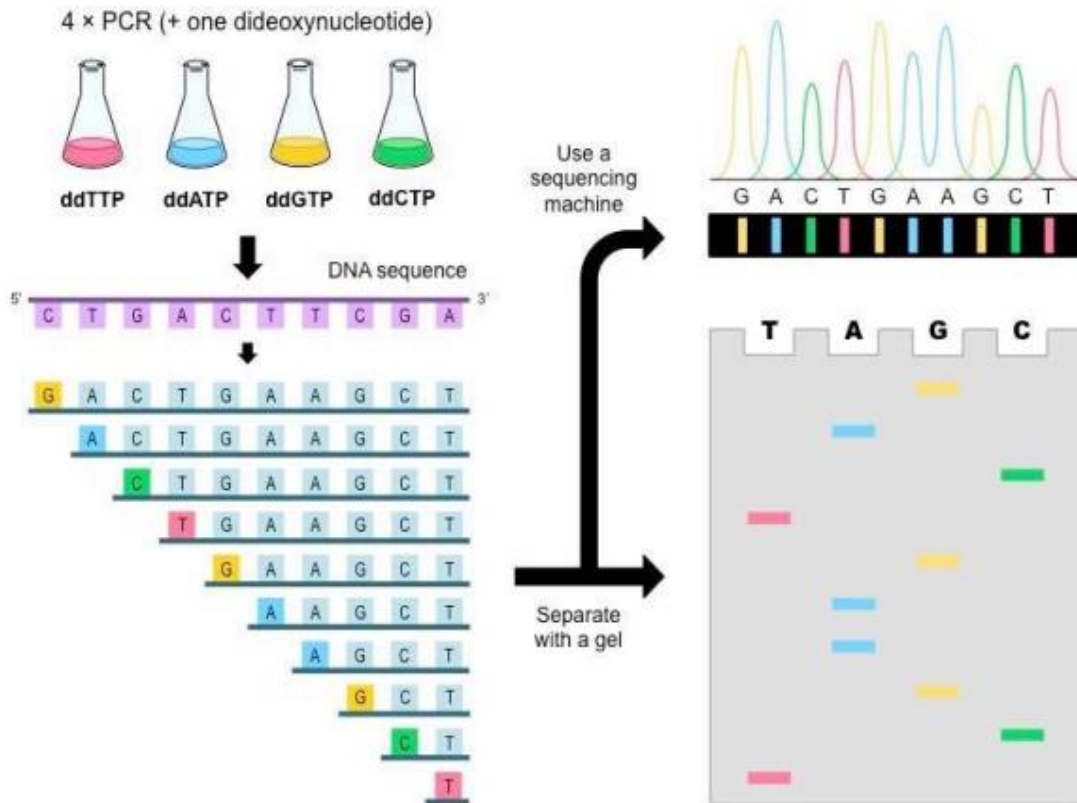 4 × PCR (+ one dideoxynucleotide)
ddTTP ddATP ddGTP ddCTP
DNA sequence
5' 3'
C T G A C T T C G A
G A C T G A A G C T
A C T G A A G C T
C T G A A G C T
T G A A G C T
G A A G C T
A A G C T
A G C T
G C T
C T
T
Use a
sequencing
machine
Separate
with a gel
G A C T G A A G C T
T A G C